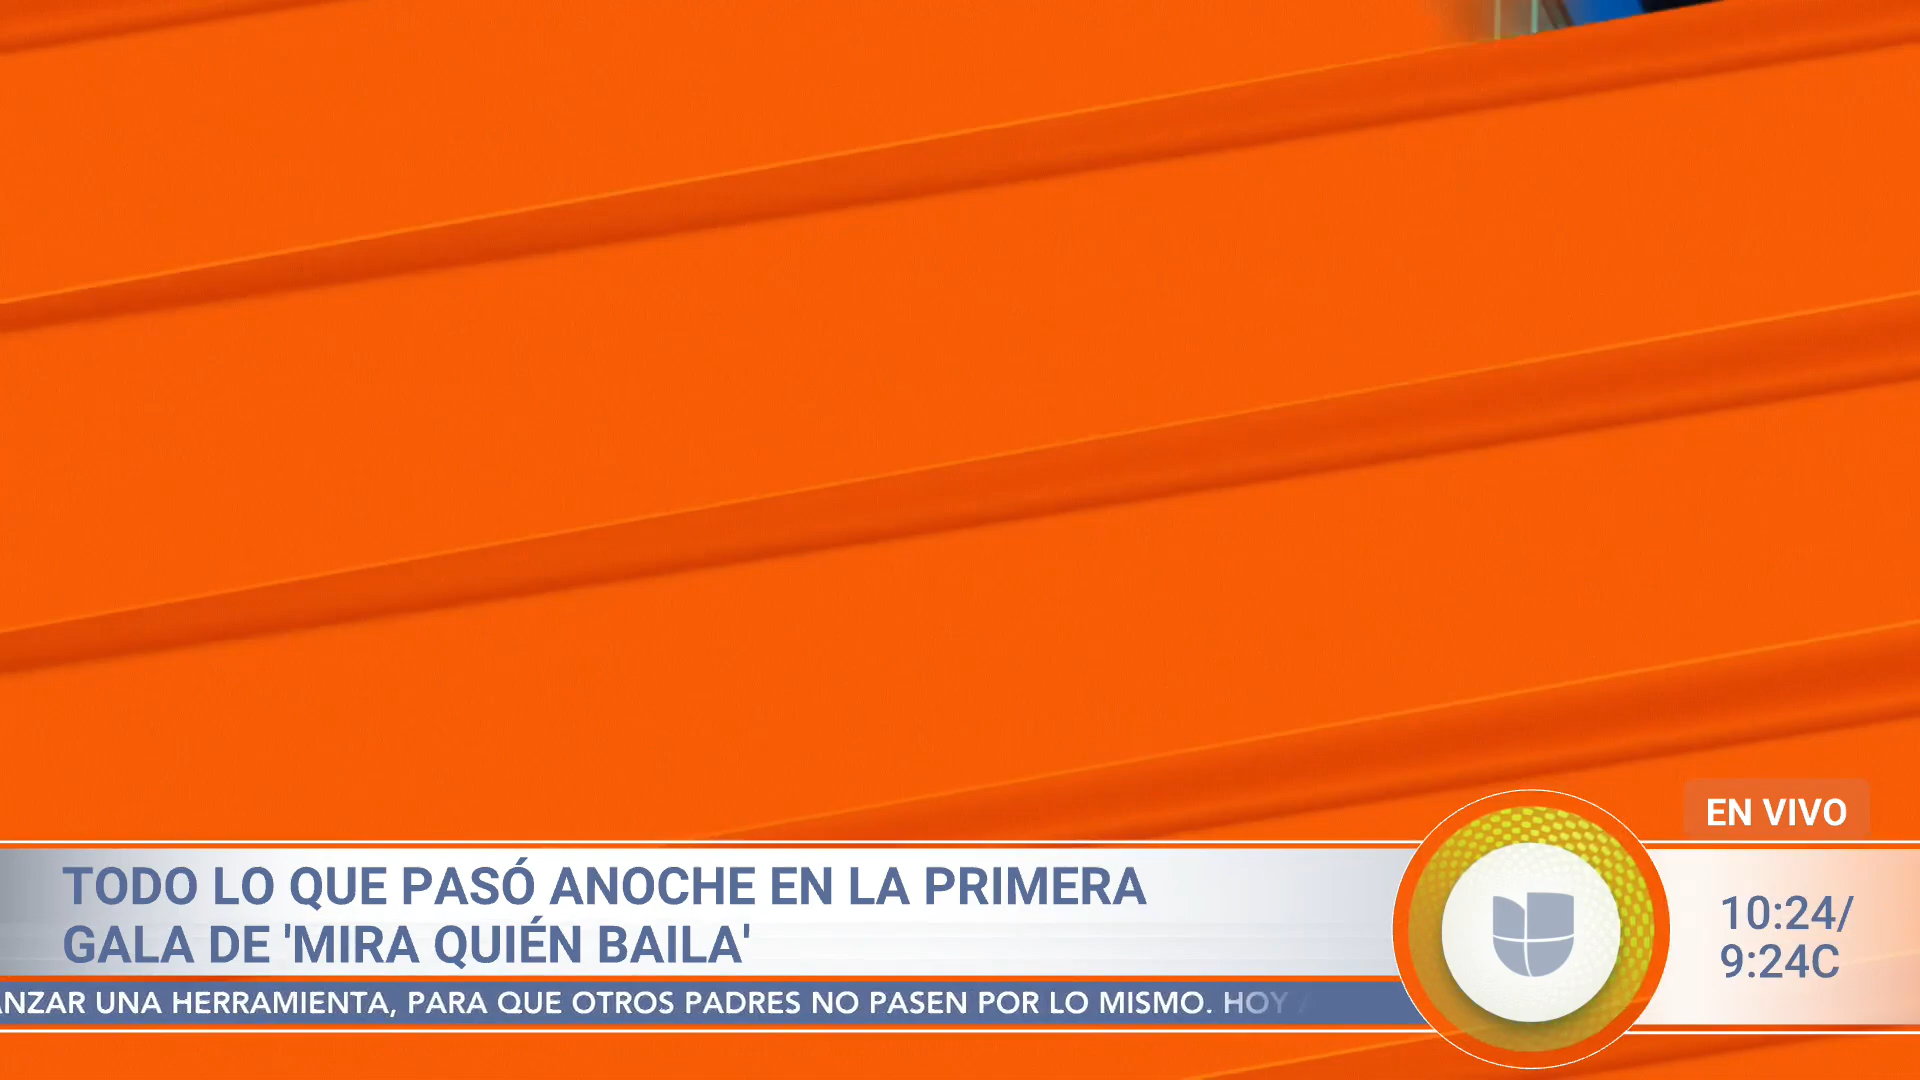 EN VIVO
TODO LO QUE PASÓ ANOCHE EN LA PRIMERA
GALA DE 'MIRA QUIÉN BAILA'
10:24/
9:24C
UNA HERRAMIENTA, PARA QUE OTROS PADRES NO PASEN POR LO MISMO. HOY